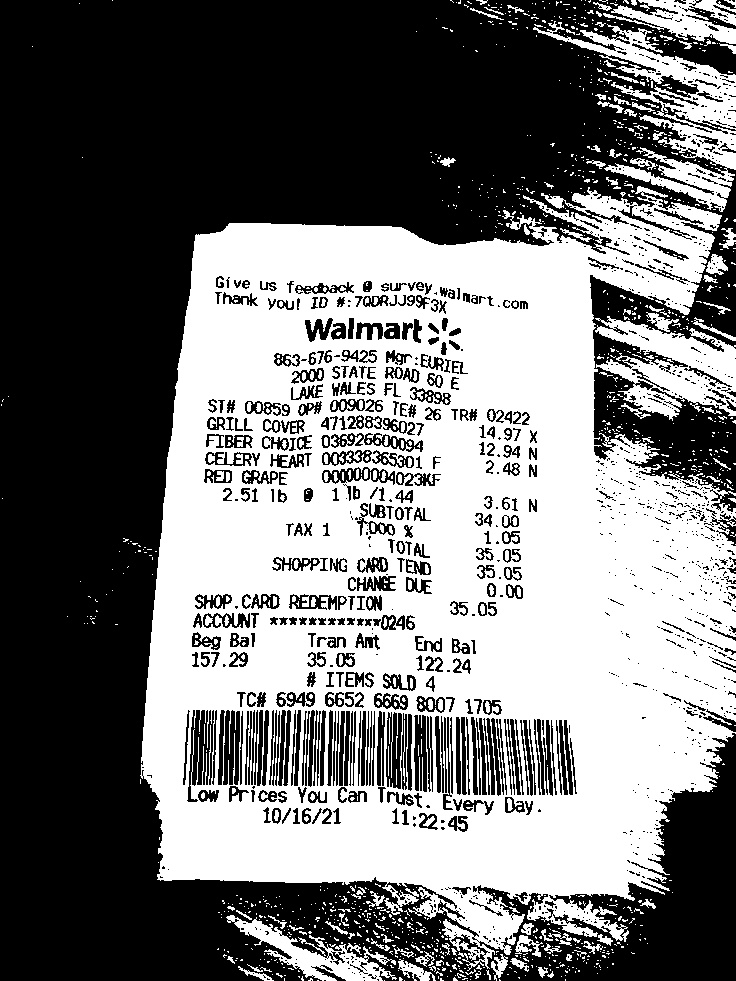 Give us feedback @ survey.walmart.com
Thank you! ID #:7QDRJJ99F3X
Walmart
863-676-9425 Mgr:EURIEL
2000 STATE ROAD 60 E
LAKE WALES FL 33898
ST# 00859 OP# 009026 TE# 26 TR# 02422
GRILL COVER 471288396027 14.97 X
FIBER CHOICE 036926600094 12.94 N
CELERY HEART 003338365301 F 2.48 N
RED GRAPE 000000004023KF
2.51 lb @ 1 lb /1.44 3.61 N
SUBTOTAL 34.00
TAX 1 7.000 % 1.05
TOTAL 35.05
SHOPPING CARD TEND 35.05
CHANGE DUE 0.00
SHOP.CARD REDEMPTION 35.05
ACCOUNT ************0246
Beg Bal Tran Amt End Bal
157.29 35.05 122.24
# ITEMS SOLD 4
TC# 6949 6652 6669 8007 1705
Low Prices You Can Trust. Every Day.
10/16/21 11:22:45